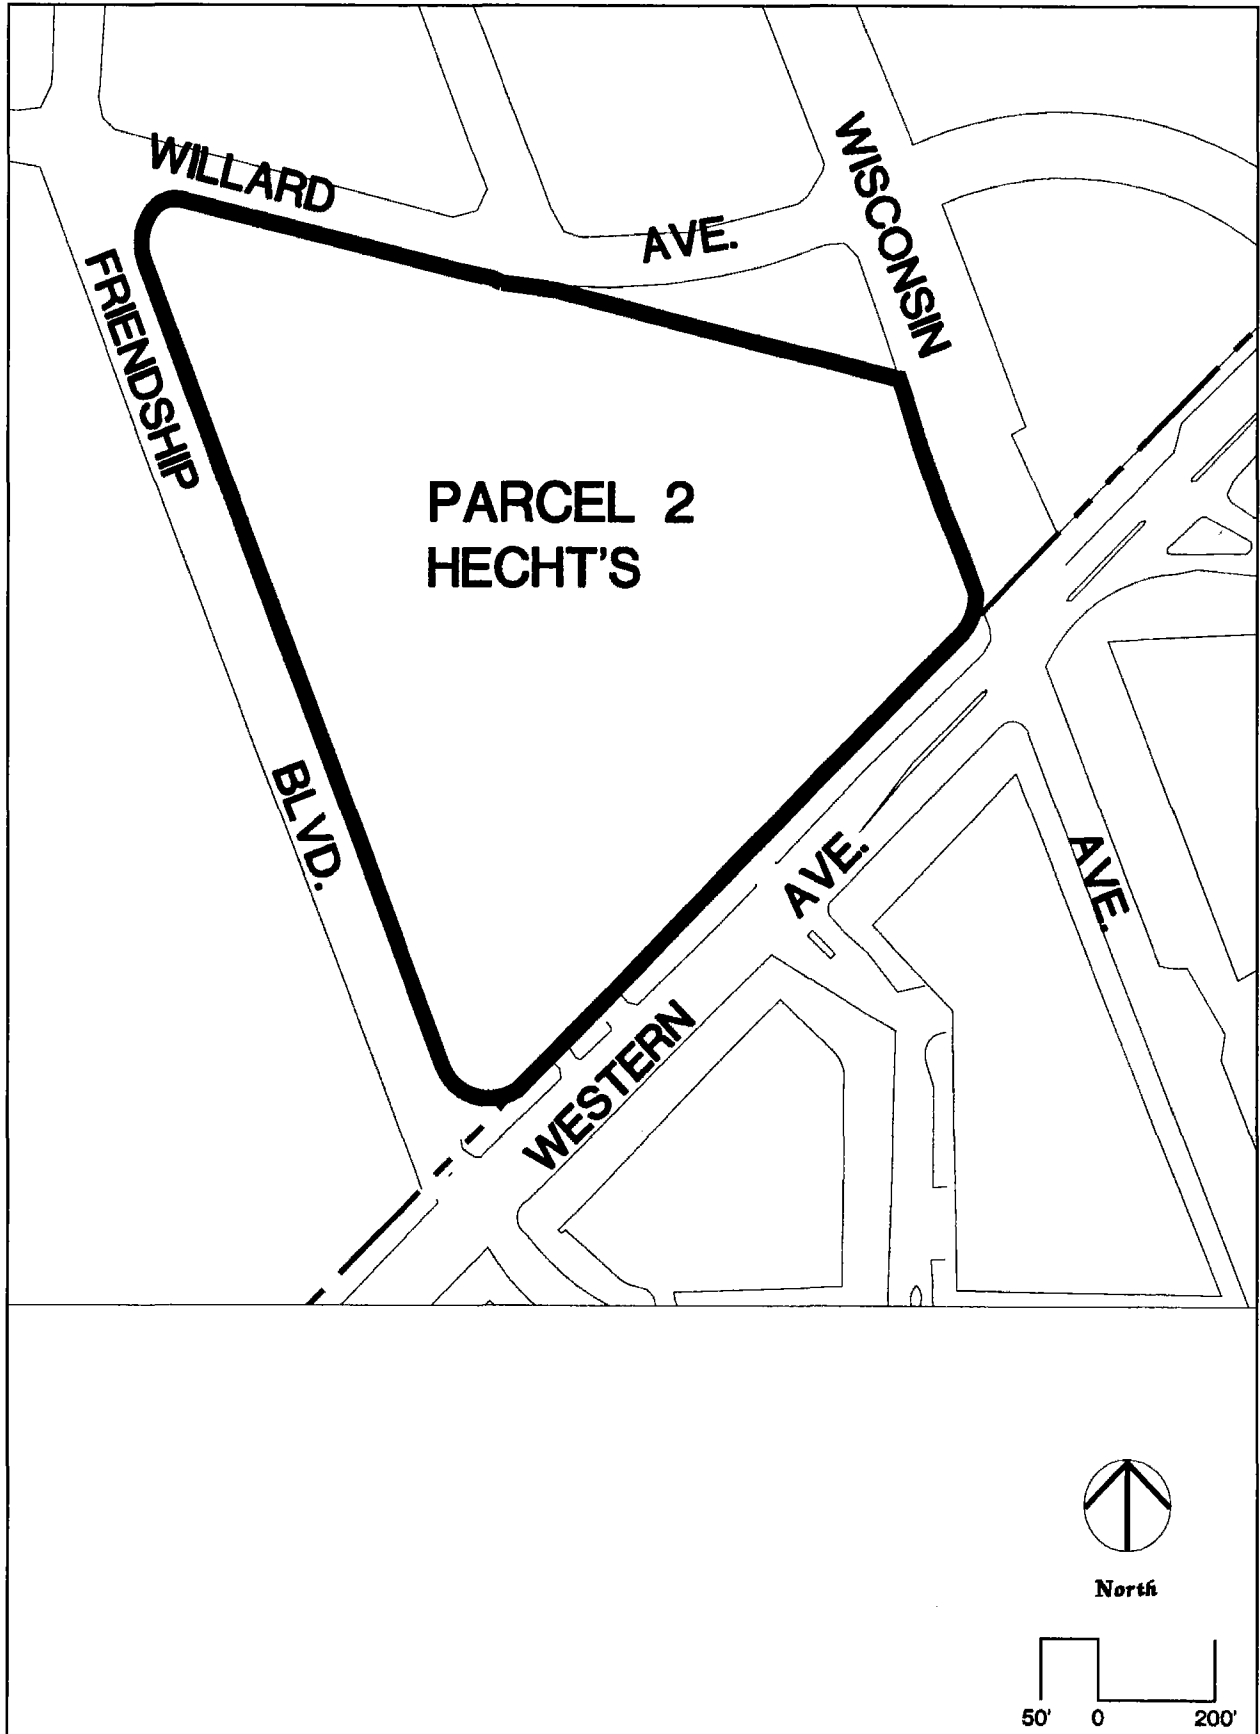 WILLARD
AVE.
WISCONSIN
AVE.
FRIENDSHIP
BLVD.
PARCEL 2
HECHT'S
WESTERN
AVE.
North
50' 0 200'